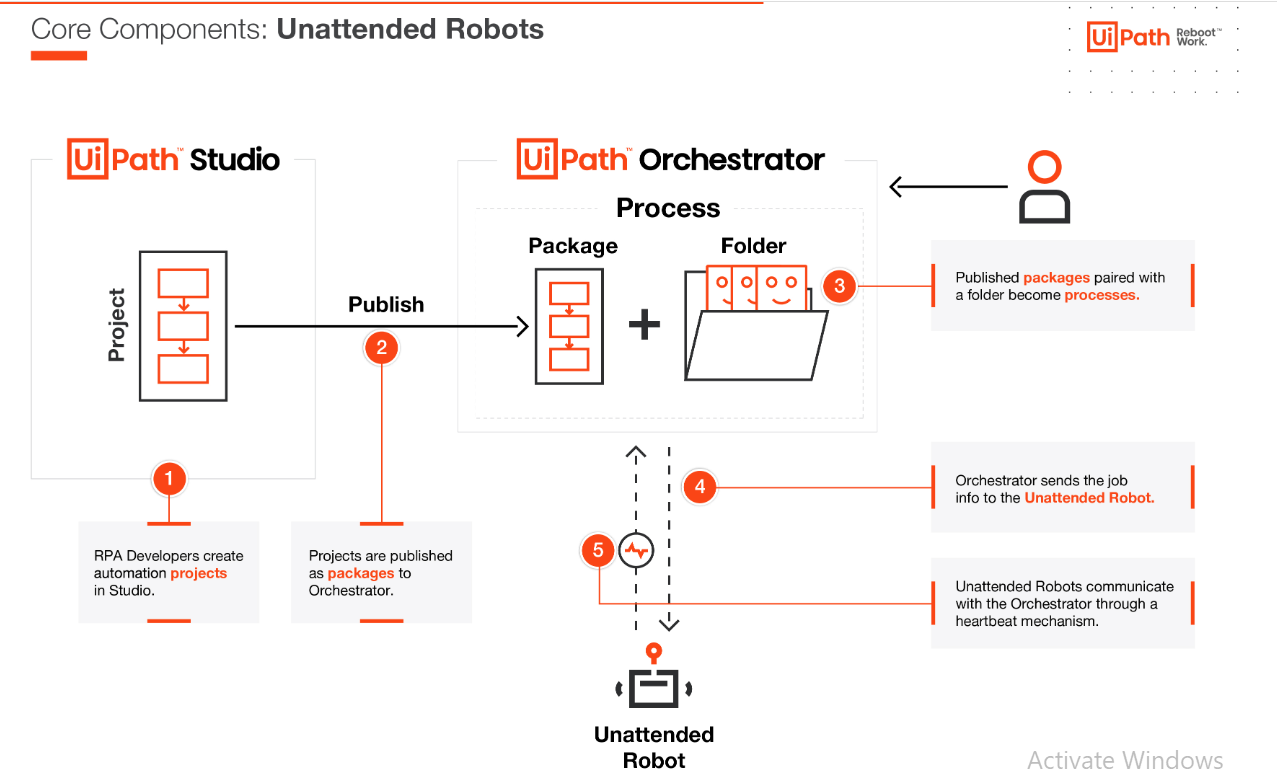 Core Components: Unattended Robots
UiPath Reboot™
Work.
UiPath™ Studio
UiPath™ Orchestrator
Process
Package
Folder
3
Published packages paired with
a folder become processes.
Project
Publish
2
1
RPA Developers create
automation projects
in Studio.
Projects are published
as packages to
Orchestrator.
4
Orchestrator sends the job
info to the Unattended Robot.
5
Unattended Robots communicate
with the Orchestrator through a
heartbeat mechanism.
Unattended
Robot
Activate Windows